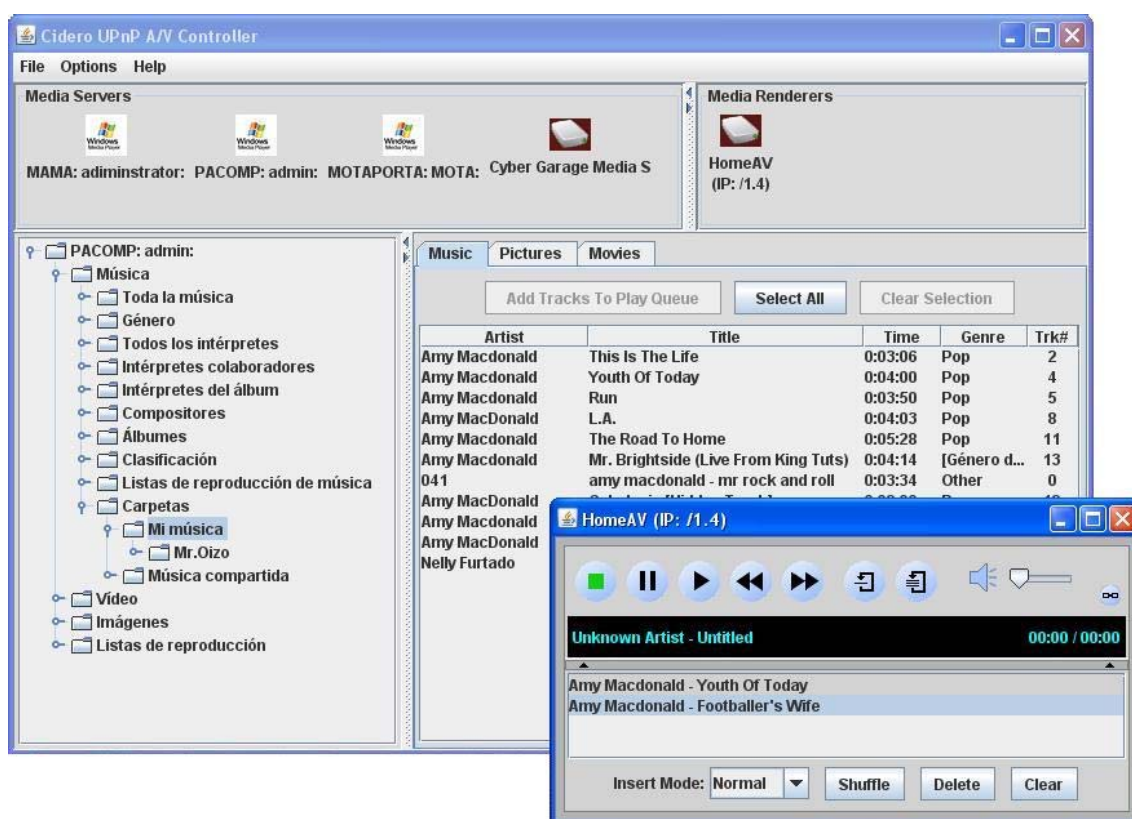 Cidero UPnP A/V Controller
File Options Help
Media Servers
Media Renderers
MAMA: adiminstrator: PACOMP: admin: MOTAPORTA: MOTA: Cyber Garage Media S
HomeAV
(IP: /1.4)
PACOMP: admin:
Música
Toda la música
Género
Todos los intérpretes
Intérpretes colaboradores
Intérpretes del álbum
Compositores
Álbumes
Clasificación
Listas de reproducción de música
Carpetas
Mi música
Mr.Oizo
Música compartida
Vídeo
Imágenes
Listas de reproducción
Music Pictures Movies
Add Tracks To Play Queue Select All Clear Selection
Artist Title Time Genre Trk#
Amy Macdonald This Is The Life 0:03:06 Pop 2
Amy Macdonald Youth Of Today 0:04:00 Pop 4
Amy Macdonald Run 0:03:50 Pop 5
Amy MacDonald L.A. 0:04:03 Pop 8
Amy Macdonald The Road To Home 0:05:28 Pop 11
Amy Macdonald Mr. Brightside (Live From King Tuts) 0:04:14 [Género d... 13
041 amy macdonald - mr rock and roll 0:03:34 Other 0
Amy MacDonald
Amy Macdonald
Amy MacDonald
Nelly Furtado
HomeAV (IP: /1.4)
Unknown Artist - Untitled 00:00 / 00:00
Amy Macdonald - Youth Of Today
Amy Macdonald - Footballer's Wife
Insert Mode: Normal Shuffle Delete Clear